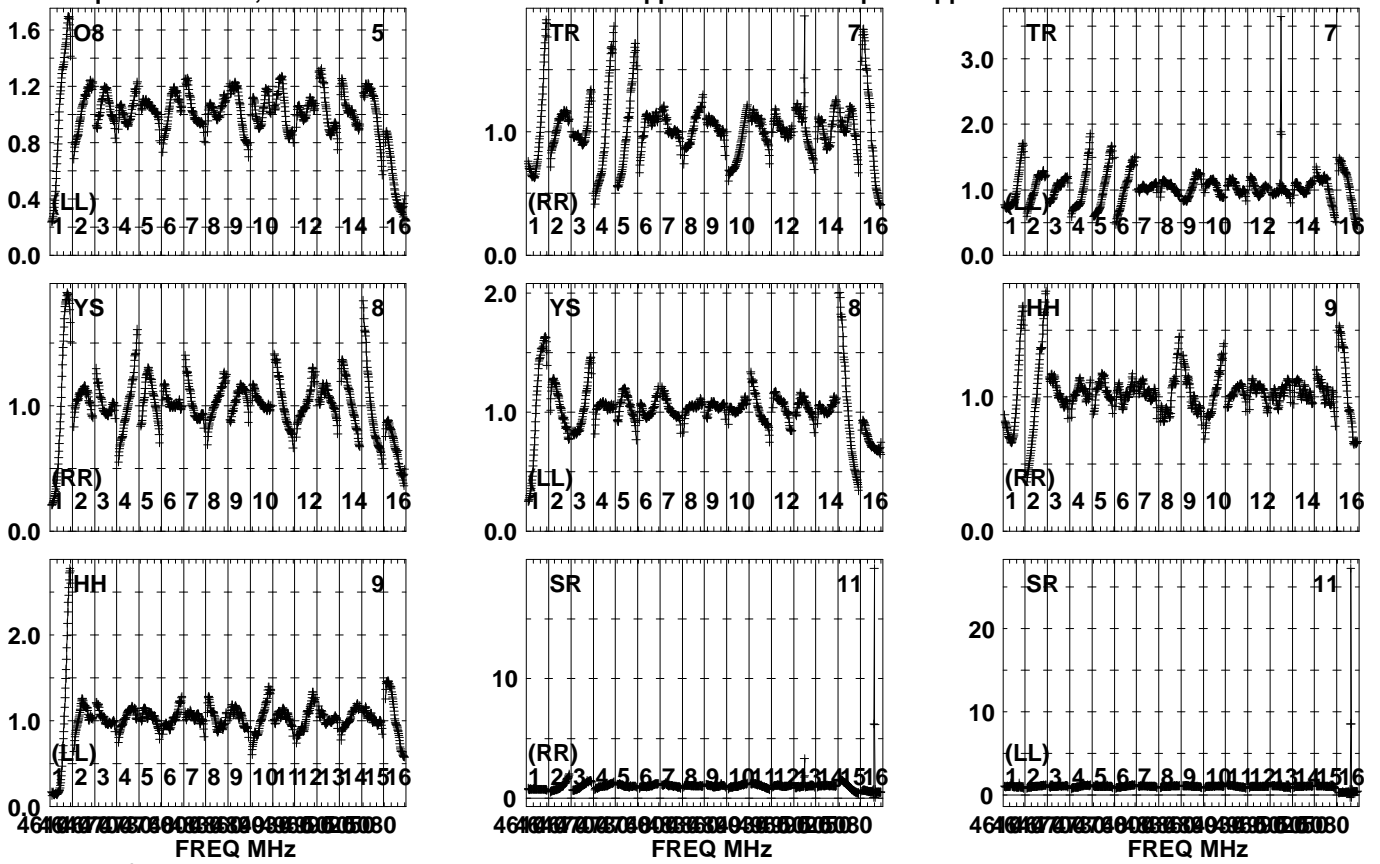 1.6
1.2
0.8
0.4
0.0
O8 5
(LL)
1 2 3 4 5 6 7 8 9 10 12 14 16
1.0
0.0
TR 7
(RR)
1 2 3 4 5 6 7 8 9 10 12 14 16
3.0
2.0
1.0
0.0
TR 7
(LL)
1 2 3 4 5 6 7 8 9 10 12 14 16
1.0
0.0
YS 8
(RR)
1 2 3 4 5 6 7 8 9 10 12 14 16
2.0
1.0
0.0
YS 8
(LL)
1 2 3 4 5 6 7 8 9 10 12 14 16
1.0
0.0
HH 9
(RR)
1 2 3 4 5 6 7 8 9 10 12 14 16
2.0
1.0
0.0
HH 9
(LL)
1 2 3 4 5 6 7 8 9 10 11 12 13 14 15 16
FREQ MHz
10
0
SR 11
(RR)
1 2 3 4 5 6 7 8 9 10 11 12 13 14 15 16
FREQ MHz
20
10
0
SR 11
(LL)
1 2 3 4 5 6 7 8 9 10 11 12 13 14 15 16
FREQ MHz